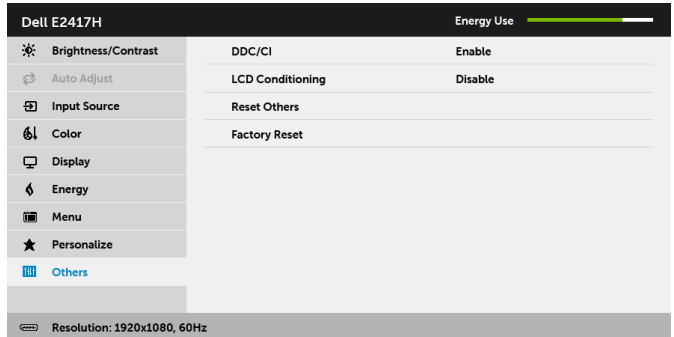 Dell E2417H Energy Use
Brightness/Contrast DDC/CI Enable
Auto Adjust LCD Conditioning Disable
Input Source Reset Others
Color Factory Reset
Display
Energy
Menu
Personalize
Others
Resolution: 1920x1080, 60Hz